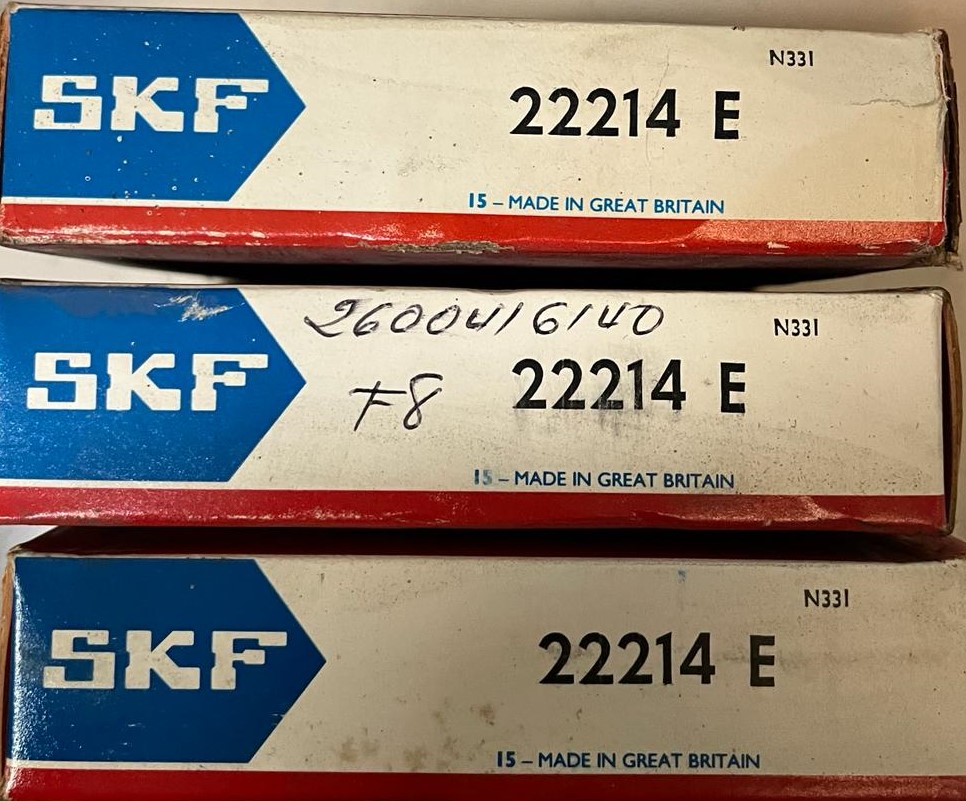 N331
SKF 22214 E
15 – MADE IN GREAT BRITAIN
2600416140 N331
SKF F8 22214 E
15 – MADE IN GREAT BRITAIN
N331
SKF 22214 E
15 – MADE IN GREAT BRITAIN